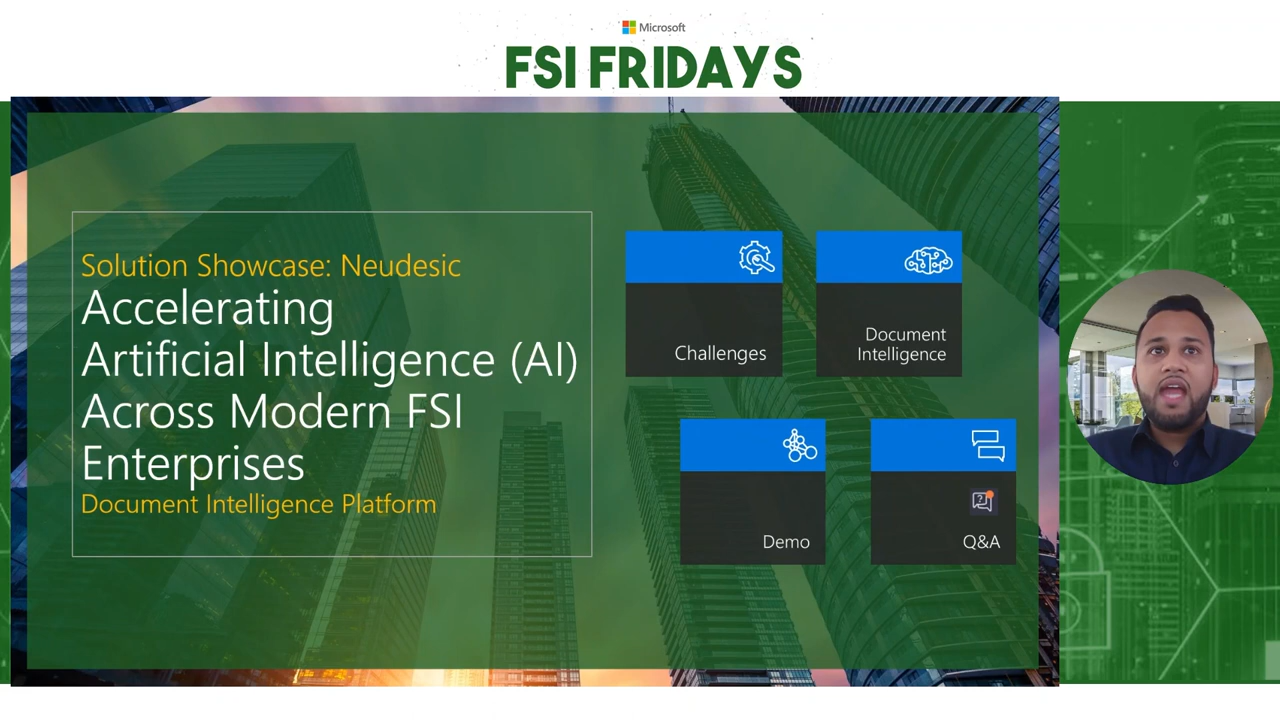 Microsoft
FSI FRIDAYS
Solution Showcase: Neudesic
Accelerating
Artificial Intelligence (AI)
Across Modern FSI
Enterprises
Document Intelligence Platform
Challenges
Document
Intelligence
Demo
?
Q&A